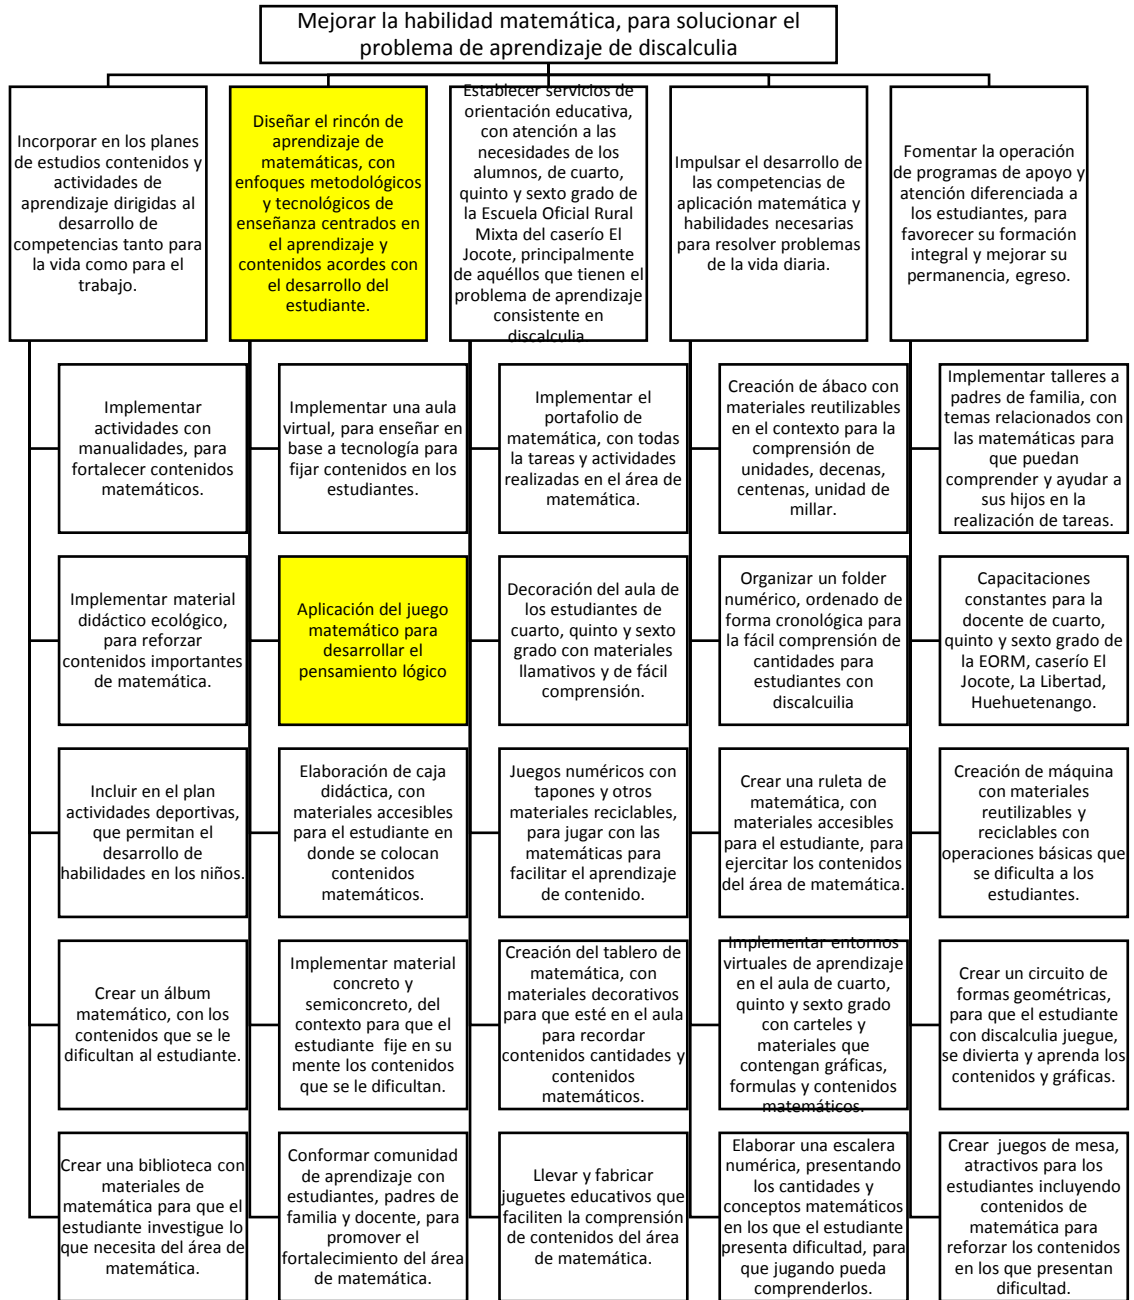 Mejorar la habilidad matemática, para solucionar el
problema de aprendizaje de discalculia
Incorporar en los planes
de estudios contenidos y
actividades de
aprendizaje dirigidas al
desarrollo de
competencias tanto para
la vida como para el
trabajo.
Diseñar el rincón de
aprendizaje de
matemáticas, con
enfoques metodológicos
y tecnológicos de
enseñanza centrados en
el aprendizaje y
contenidos acordes con
el desarrollo del
estudiante.
Establecer servicios de
orientación educativa,
con atención a las
necesidades de los
alumnos, de cuarto,
quinto y sexto grado de
la Escuela Oficial Rural
Mixta del caserío El
Jocote, principalmente
de aquéllos que tienen el
problema de aprendizaje
consistente en
discalculia
Impulsar el desarrollo de
las competencias de
aplicación matemática y
habilidades necesarias
para resolver problemas
de la vida diaria.
Fomentar la operación
de programas de apoyo y
atención diferenciada a
los estudiantes, para
favorecer su formación
integral y mejorar su
permanencia, egreso.
Implementar
actividades con
manualidades, para
fortalecer contenidos
matemáticos.
Implementar una aula
virtual, para enseñar en
base a tecnología para
fijar contenidos en los
estudiantes.
Implementar el
portafolio de
matemática, con todas
la tareas y actividades
realizadas en el área de
matemática.
Creación de ábaco con
materiales reutilizables
en el contexto para la
comprensión de
unidades, decenas,
centenas, unidad de
millar.
Implementar talleres a
padres de familia, con
temas relacionados con
las matemáticas para
que puedan
comprender y ayudar a
sus hijos en la
realización de tareas.
Implementar material
didáctico ecológico,
para reforzar
contenidos importantes
de matemática.
Aplicación del juego
matemático para
desarrollar el
pensamiento lógico
Decoración del aula de
los estudiantes de
cuarto, quinto y sexto
grado con materiales
llamativos y de fácil
comprensión.
Organizar un folder
numérico, ordenado de
forma cronológica para
la fácil comprensión de
cantidades para
estudiantes con
discalcuilia
Capacitaciones
constantes para la
docente de cuarto,
quinto y sexto grado de
la EORM, caserío El
Jocote, La Libertad,
Huehuetenango.
Incluir en el plan
actividades deportivas,
que permitan el
desarrollo de
habilidades en los niños.
Elaboración de caja
didáctica, con
materiales accesibles
para el estudiante en
donde se colocan
contenidos
matemáticos.
Juegos numéricos con
tapones y otros
materiales reciclables,
para jugar con las
matemáticas para
facilitar el aprendizaje
de contenido.
Crear una ruleta de
matemática, con
materiales accesibles
para el estudiante, para
ejercitar los contenidos
del área de matemática.
Creación de máquina
con materiales
reutilizables y
reciclables con
operaciones básicas que
se dificulta a los
estudiantes.
Crear un álbum
matemático, con los
contenidos que se le
dificultan al estudiante.
Implementar material
concreto y
semiconcreto, del
contexto para que el
estudiante fije en su
mente los contenidos
que se le dificultan.
Creación del tablero de
matemática, con
materiales decorativos
para que esté en el aula
para recordar
contenidos cantidades y
contenidos
matemáticos.
Implementar entornos
virtuales de aprendizaje
en el aula de cuarto,
quinto y sexto grado
con carteles y
materiales que
contengan gráficas,
formulas y contenidos
matemáticos.
Crear un circuito de
formas geométricas,
para que el estudiante
con discalculia juegue,
se divierta y aprenda los
contenidos y gráficas.
Crear una biblioteca con
materiales de
matemática para que el
estudiante investigue lo
que necesita del área de
matemática.
Conformar comunidad
de aprendizaje con
estudiantes, padres de
familia y docente, para
promover el
fortalecimiento del área
de matemática.
Llevar y fabricar
juguetes educativos que
faciliten la comprensión
de contenidos del área
de matemática.
Elaborar una escalera
numérica, presentando
los cantidades y
conceptos matemáticos
en los que el estudiante
presenta dificultad, para
que jugando pueda
comprenderlos.
Crear juegos de mesa,
atractivos para los
estudiantes incluyendo
contenidos de
matemática para
reforzar los contenidos
en los que presentan
dificultad.